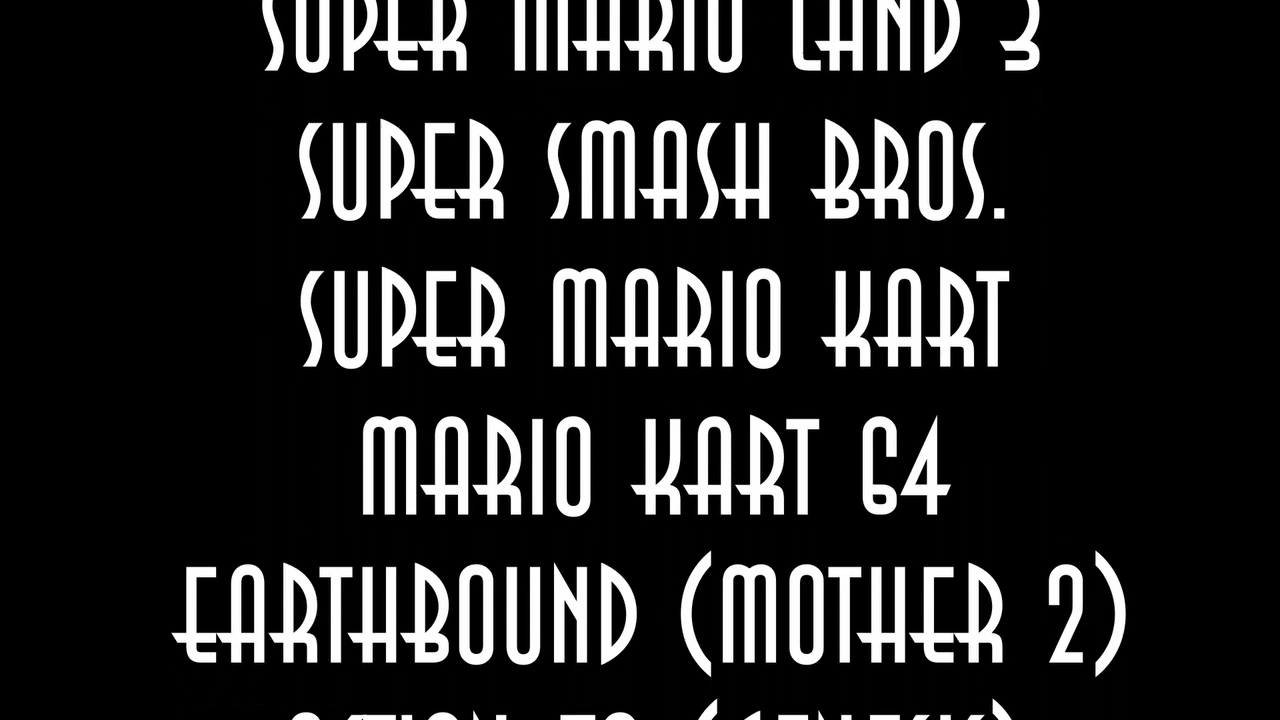 SUPER MARIO LAND 3
SUPER SMASH BROS.
SUPER MARIO KART
MARIO KART 64
EARTHBOUND (MOTHER 2)